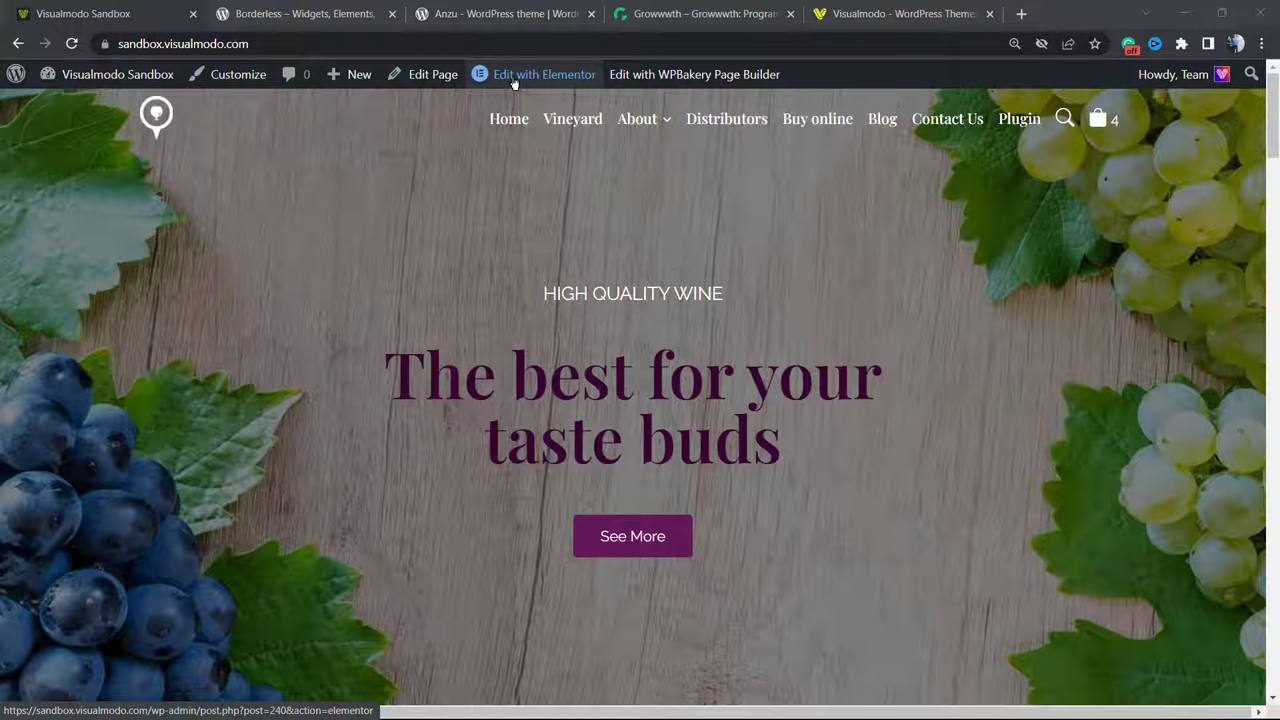 Visualmodo Sandbox
Borderless – Widgets, Elements,
Anzu - WordPress theme | Word
Growwwth – Growwwth: Program
Visualmodo - WordPress Theme
sandbox.visualmodo.com
off
Visualmodo Sandbox Customize 0 New Edit Page Edit with Elementor Edit with WPBakery Page Builder Howdy, Team
Home Vineyard About Distributors Buy online Blog Contact Us Plugin 4
HIGH QUALITY WINE
The best for your
taste buds
See More
https://sandbox.visualmodo.com/wp-admin/post.php?post=240&action=elementor